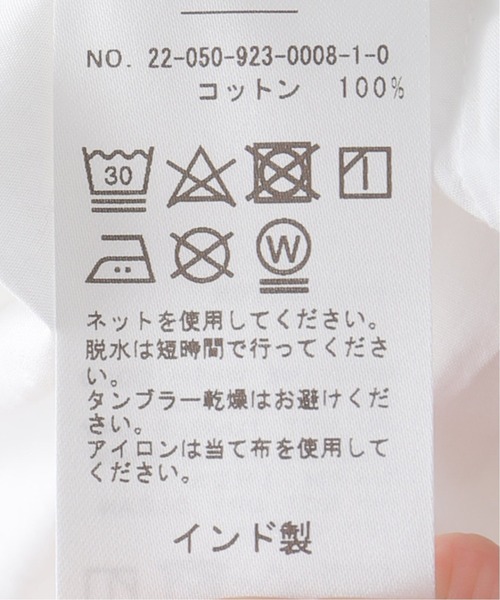 NO. 22-050-923-0008-1-0
コットン 100%
30
W
ネットを使用してください。
脱水は短時間で行ってくださ
い。
タンブラー乾燥はお避けくだ
さい。
アイロンは当て布を使用して
ください。
インド製